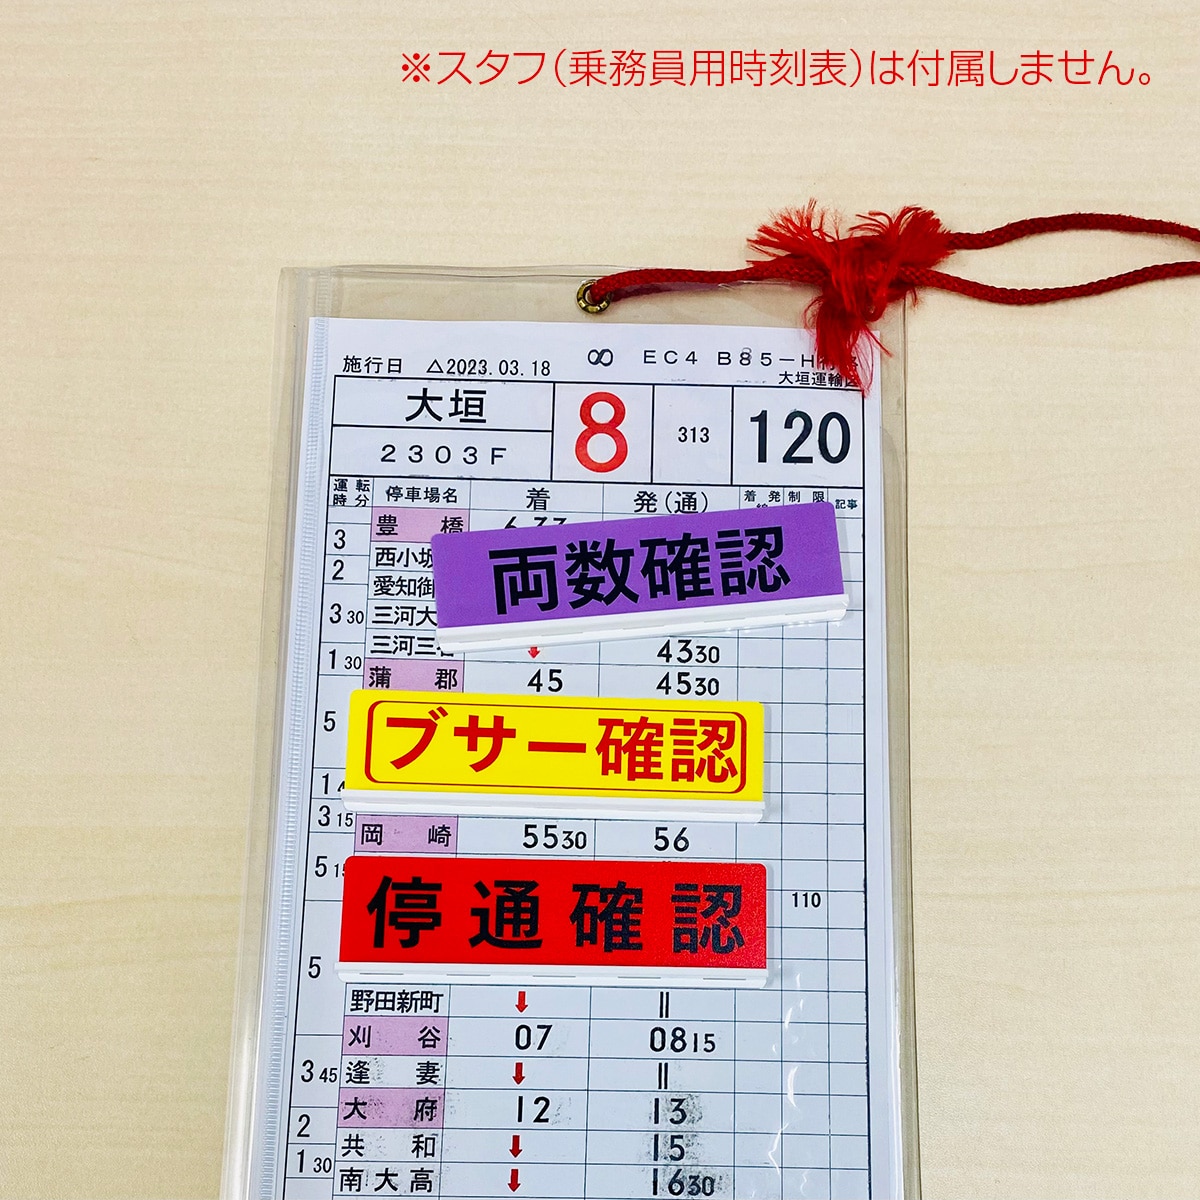 ※スタフ（乗務員用時刻表）は付属しません。
施行日 △2023.03.18 ∞ EC4 B85-H
大垣運輸区
大垣 8 313 120
2303F
運転時分 停車場名 着 発(通) 着発 制限 記事
3 豊橋
2 西小坂
愛知御
両数確認
3 30 三河大
1 30 三河三 ↓ 43 30
蒲郡 45 45 30
5
ブザー確認
1
3 15 岡崎 55 30 56
5 15
停通確認 110
5
野田新町 ↓ ||
刈谷 07 08 15
3 45 逢妻 ↓ ||
大府 12 13
2 共和 ↓ 15
1 30 南大高 ↓ 16 30